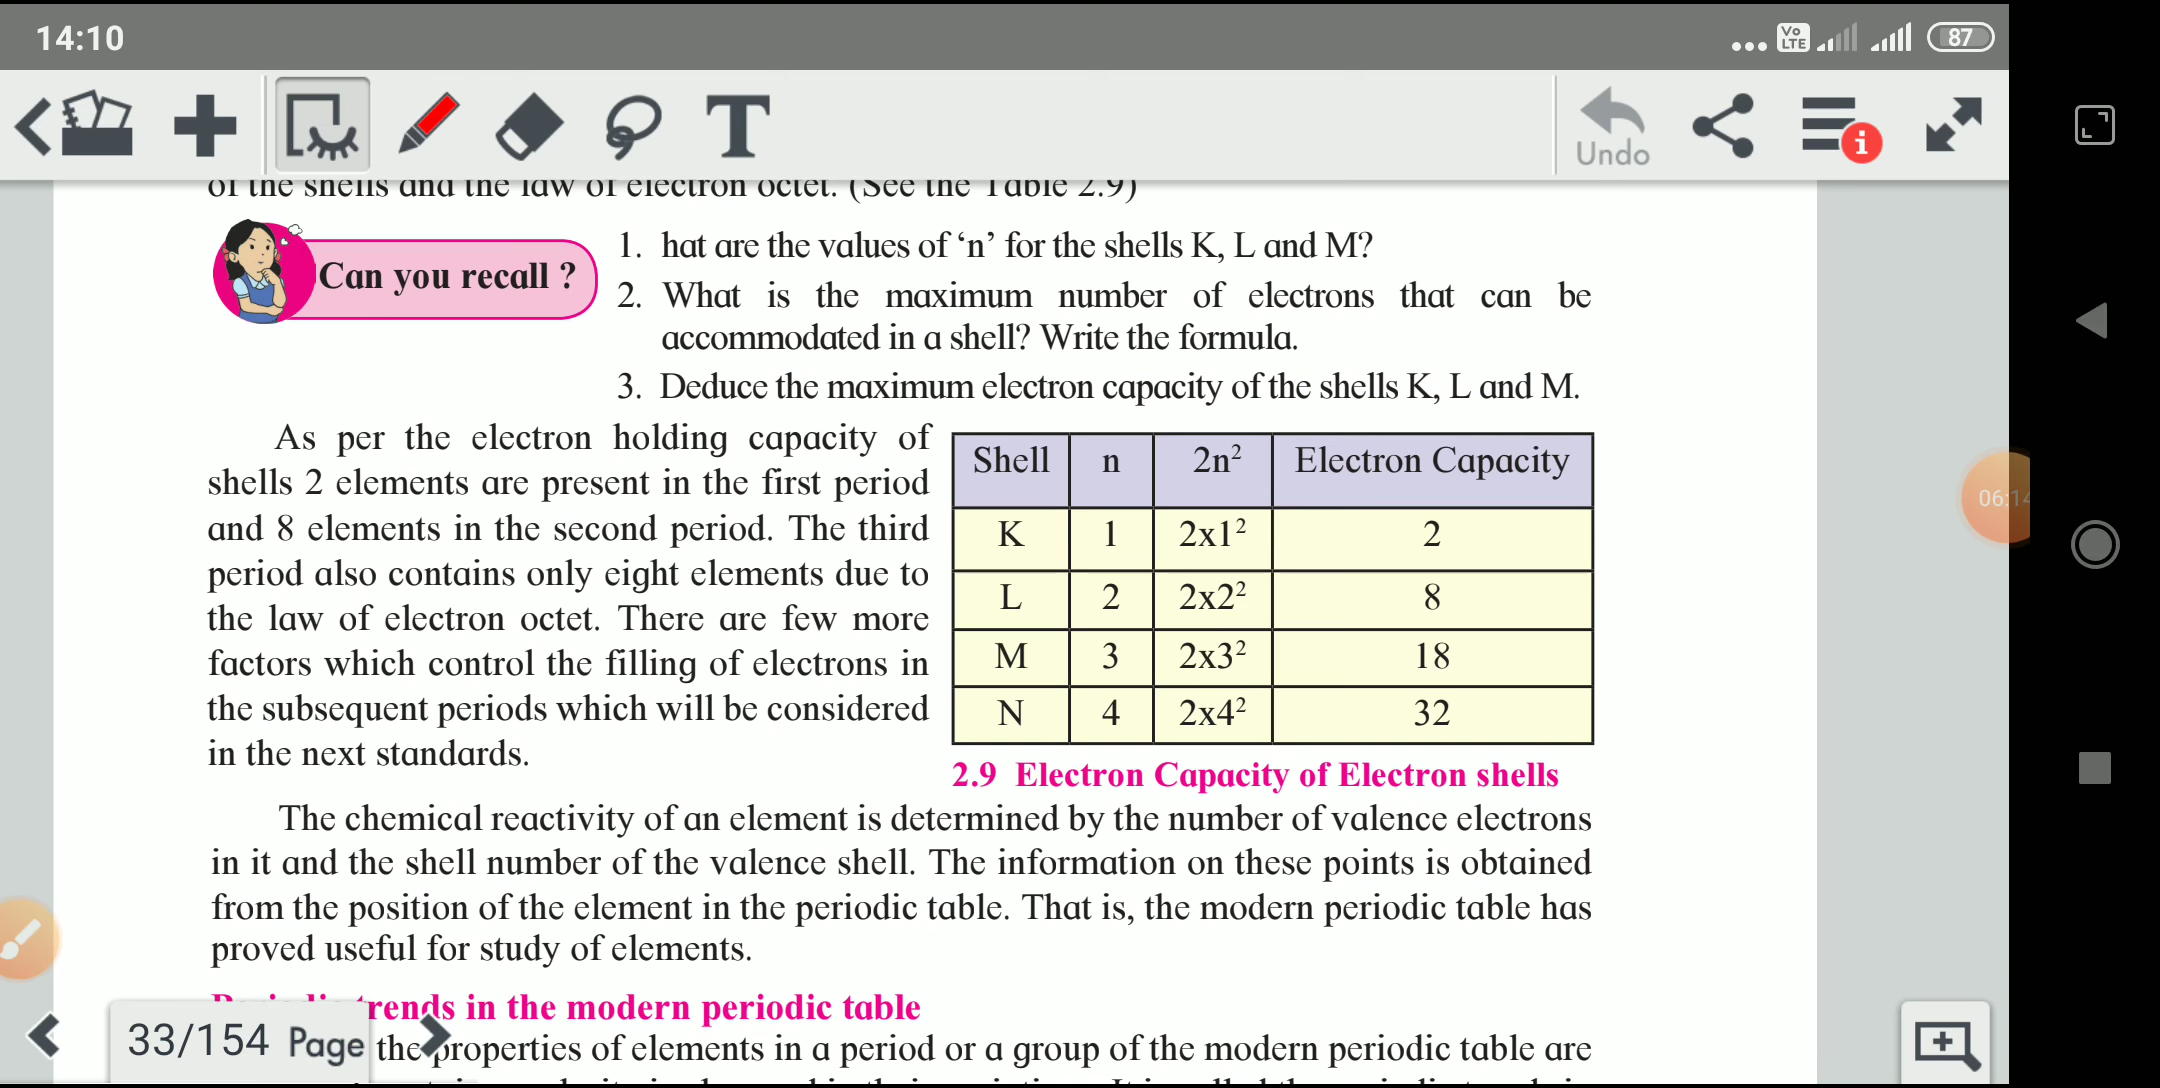 14:10
Vo
LTE
87
Undo
of the shells and the law of electron octet. (See the Table 2.9)
Can you recall ?
1. hat are the values of ‘n’ for the shells K, L and M?
2. What is the maximum number of electrons that can be
accommodated in a shell? Write the formula.
3. Deduce the maximum electron capacity of the shells K, L and M.
As per the electron holding capacity of
shells 2 elements are present in the first period
and 8 elements in the second period. The third
period also contains only eight elements due to
the law of electron octet. There are few more
factors which control the filling of electrons in
the subsequent periods which will be considered
in the next standards.
Shell n 2n² Electron Capacity
K 1 2x1² 2
L 2 2x2² 8
M 3 2x3² 18
N 4 2x4² 32
2.9 Electron Capacity of Electron shells
06:14
The chemical reactivity of an element is determined by the number of valence electrons
in it and the shell number of the valence shell. The information on these points is obtained
from the position of the element in the periodic table. That is, the modern periodic table has
proved useful for study of elements.
Periodic trends in the modern periodic table
33/154 Page
the properties of elements in a period or a group of the modern periodic table are